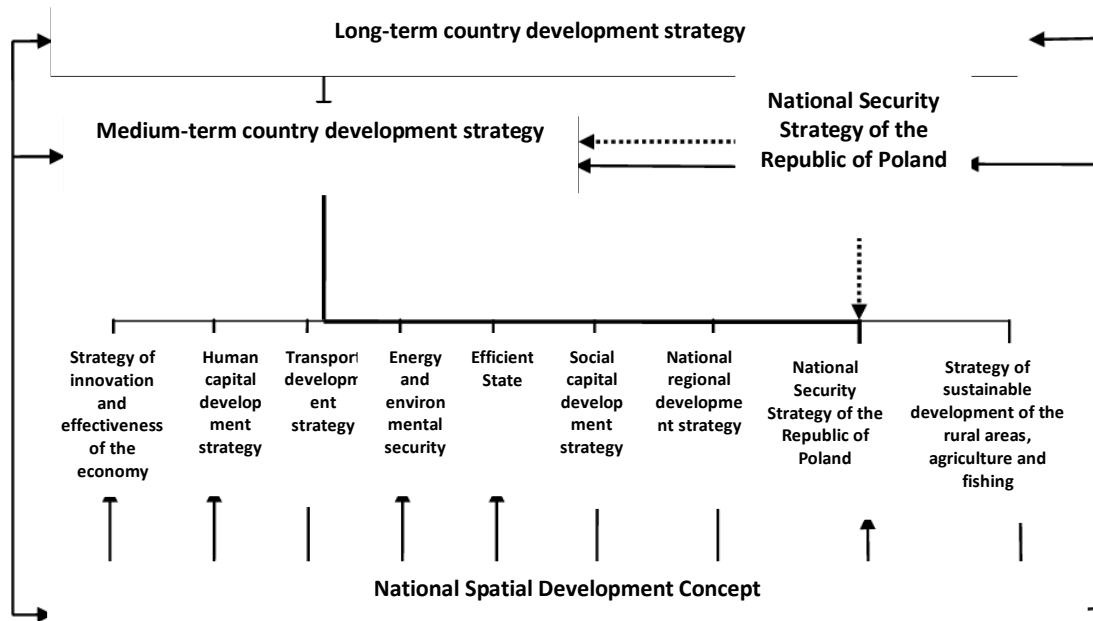 Long-term country development strategy
Medium-term country development strategy
National Security
Strategy of the
Republic of Poland
Strategy of
innovation
and
effectiveness
of the
economy
Human
capital
develop
ment
strategy
Transport
developm
ent
strategy
Energy
and
environ
mental
security
Efficient
State
Social
capital
develop
ment
strategy
National
regional
developme
nt strategy
National
Security
Strategy of the
Republic of
Poland
Strategy of
sustainable
development of the
rural areas,
agriculture and
fishing
National Spatial Development Concept